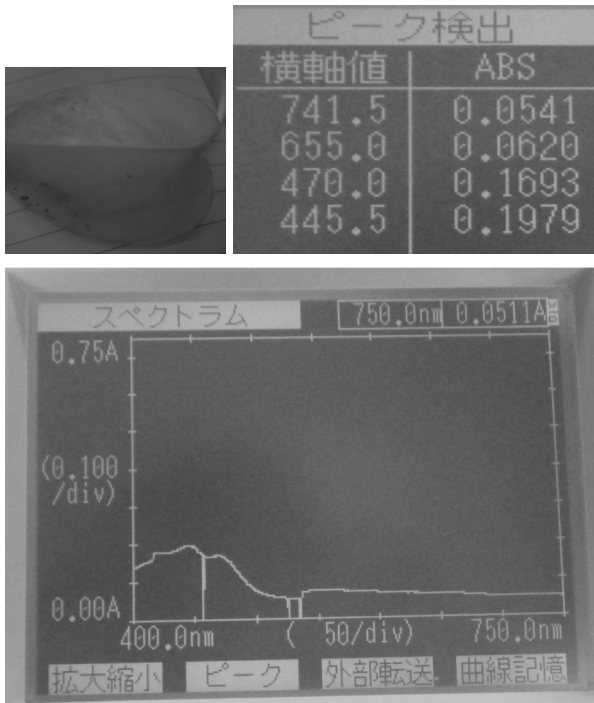 ピーク検出
横軸値 ABS
741.5 0.0541
655.0 0.0620
470.0 0.1693
445.5 0.1979
スペクトラム 750.0nm 0.0511A
0.75A
(0.100
/div)
0.00A
400.0nm ( 50/div) 750.0nm
拡大縮小 ピーク 外部転送 曲線記憶